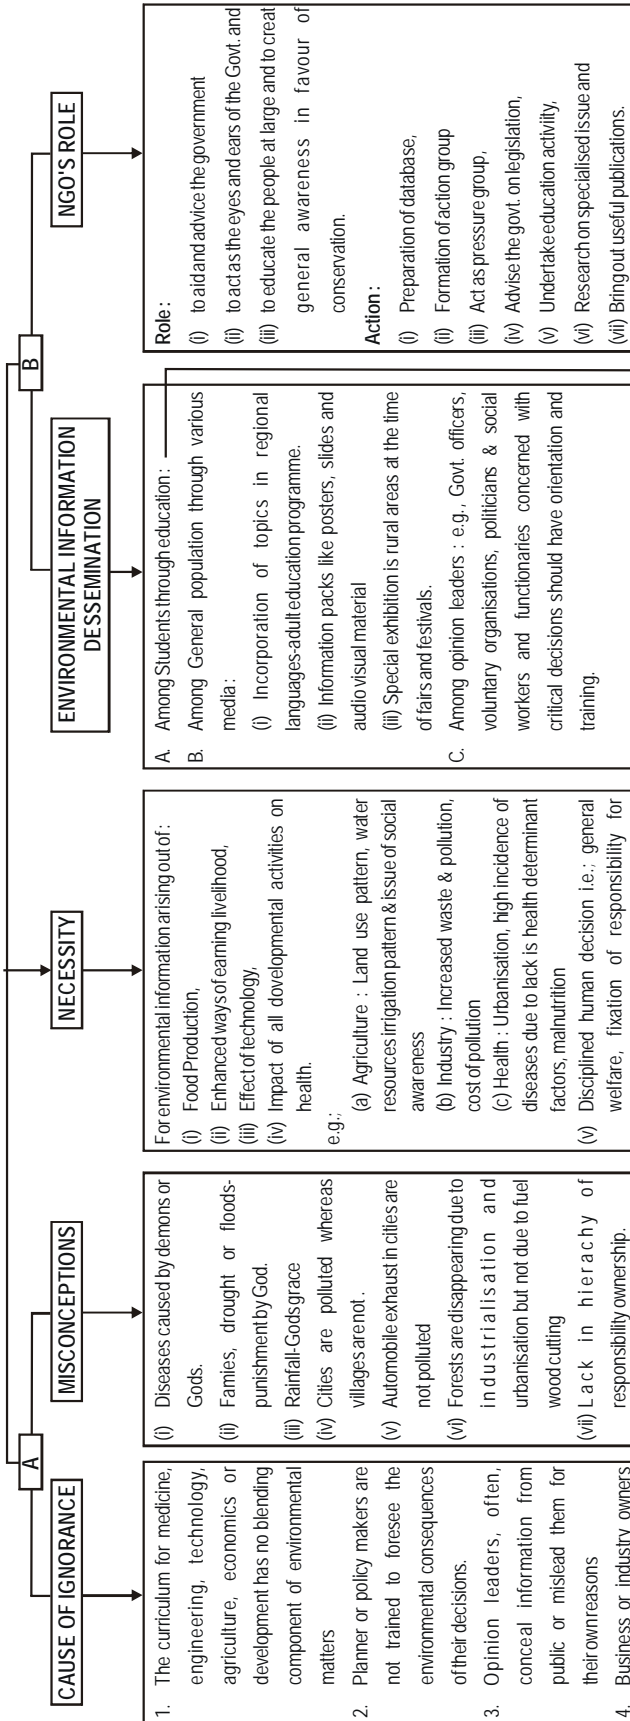 A
B
CAUSE OF IGNORANCE
1. The curriculum for medicine,
engineering, technology,
agriculture, economics or
development has no blending
component of environmental
matters
2. Planner or policy makers are
not trained to foresee the
environmental consequences
of their decisions.
3. Opinion leaders, often,
conceal information from
public or mislead them for
their own reasons
4. Business or industry owners
MISCONCEPTIONS
(i) Diseases caused by demons or
Gods.
(ii) Famies, drought or floods-
punishment by God.
(iii) Rainfall-Gods grace
(iv) Cities are polluted whereas
villages are not.
(v) Automobile exhaust in cities are
not polluted
(vi) Forests are disappearing due to
industrialisation and
urbanisation but not due to fuel
wood cutting
(vii) Lack in hierachy of
responsibility ownership.
NECESSITY
For environmental information arising out of :
(i) Food Production,
(ii) Enhanced ways of earning livelihood,
(iii) Effect of technology,
(iv) Impact of all developmental activities on
health.
e.g.;
(a) Agriculture : Land use pattern, water
resources irrigation pattern & issue of social
awareness
(b) Industry : Increased waste & pollution,
cost of pollution
(c) Health : Urbanisation, high incidence of
diseases due to lack is health determinant
factors, malnutrition
(v) Disciplined human decision i.e.; general
welfare, fixation of responsibility for
ENVIRONMENTAL INFORMATION
DESSEMINATION
A. Among Students through education :
B. Among General population through various
media :
(i) Incorporation of topics in regional
languages-adult education programme.
(ii) Information packs like posters, slides and
audio visual material
(iii) Special exhibition is rural areas at the time
of fairs and festivals.
C. Among opinion leaders : e.g., Govt. officers,
voluntary organisations, politicians & social
workers and functionaries concerned with
critical decisions should have orientation and
training.
NGO'S ROLE
Role :
(i) to aid and advice the government
(ii) to act as the eyes and ears of the Govt. and
(iii) to educate the people at large and to creat
general awareness in favour of
conservation.
Action :
(i) Preparation of database,
(ii) Formation of action group
(iii) Act as pressure group,
(iv) Advise the govt. on legislation,
(v) Undertake education activiity,
(vi) Research on specialised issue and
(vii) Bring out useful publications.